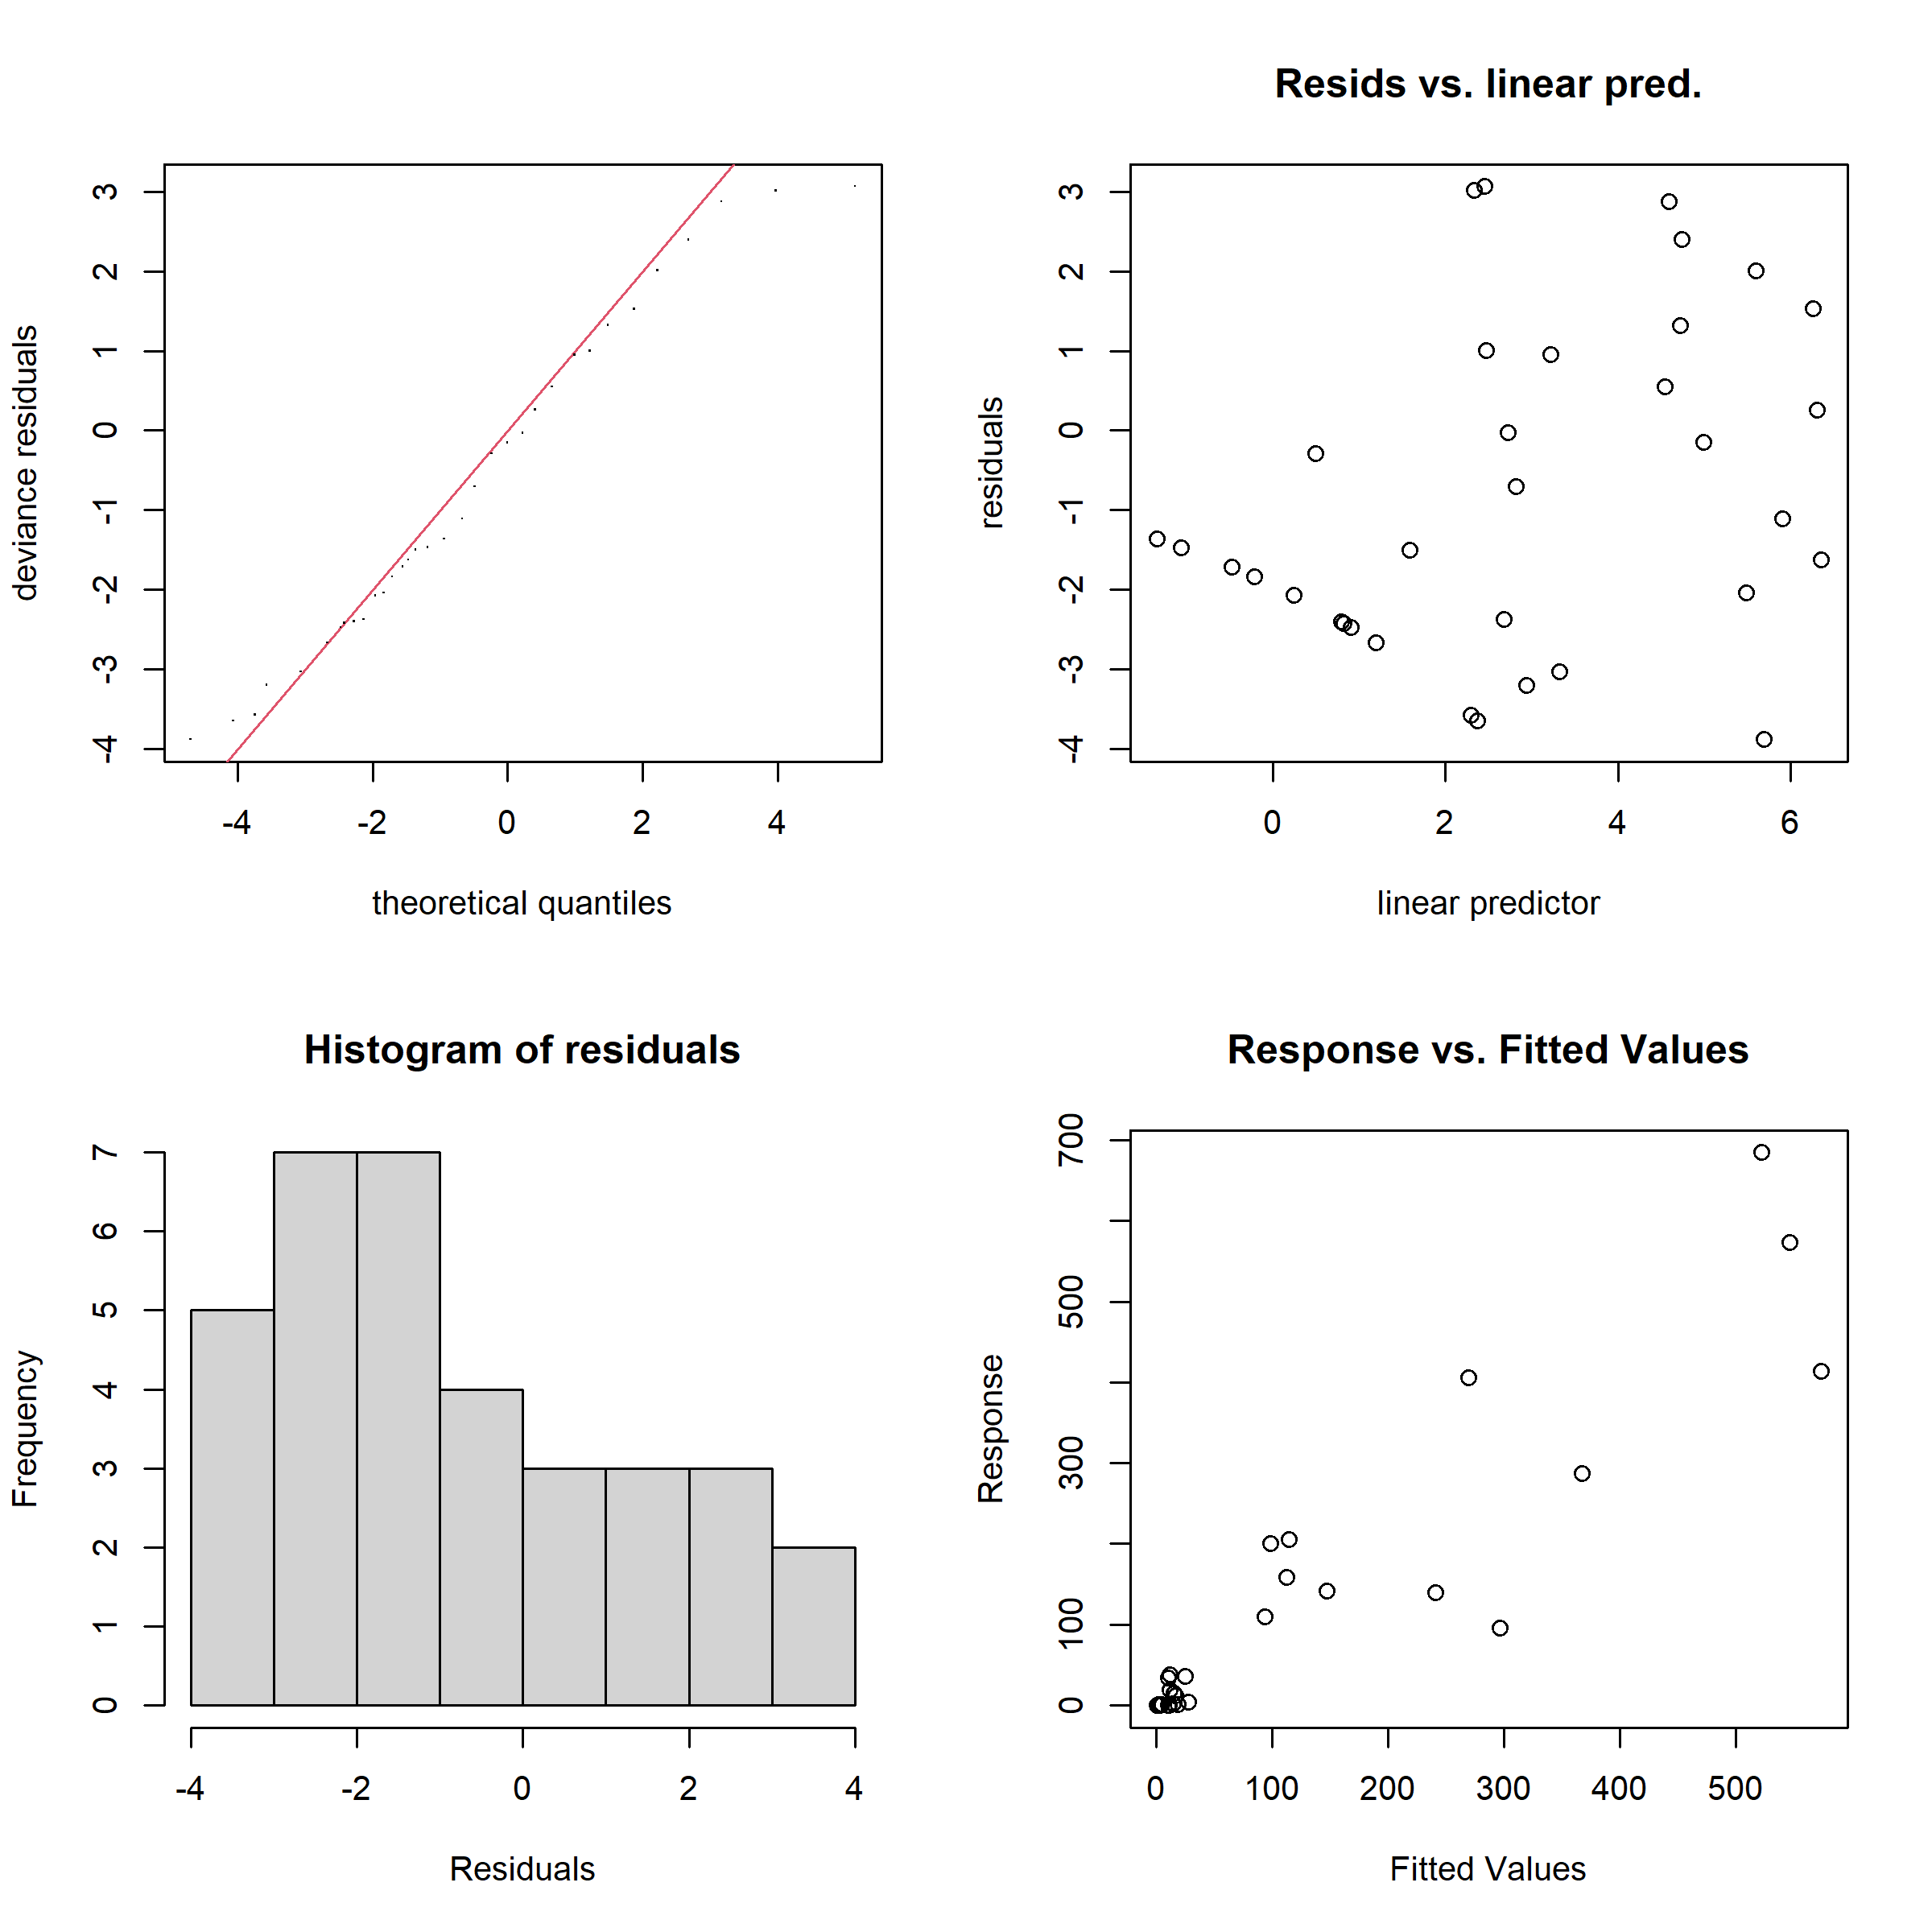 deviance residuals
3
2
1
0
-1
-2
-3
-4
-4 -2 0 2 4
theoretical quantiles
Resids vs. linear pred.
residuals
3
2
1
0
-1
-2
-3
-4
0 2 4 6
linear predictor
Histogram of residuals
Frequency
7
6
5
4
3
2
1
0
-4 -2 0 2 4
Residuals
Response vs. Fitted Values
Response
700
500
300
100
0
0 100 200 300 400 500
Fitted Values